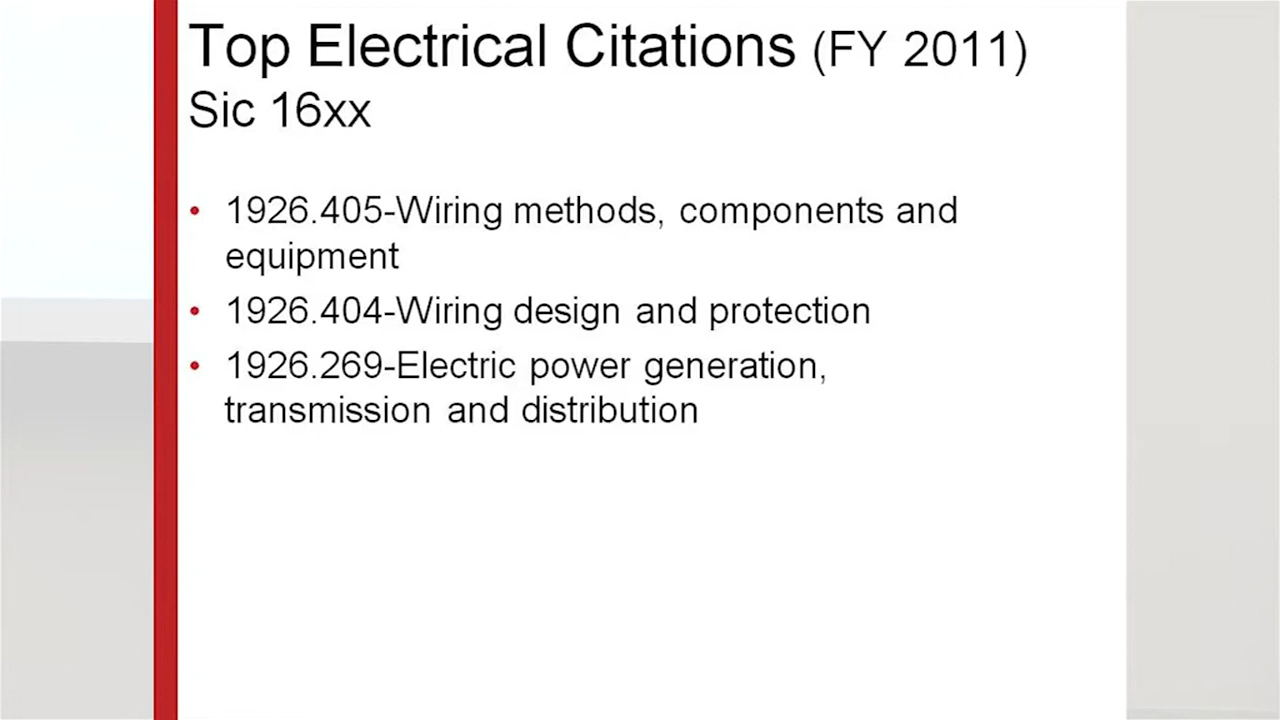 Top Electrical Citations (FY 2011)
Sic 16xx
• 1926.405-Wiring methods, components and
equipment
• 1926.404-Wiring design and protection
• 1926.269-Electric power generation,
transmission and distribution